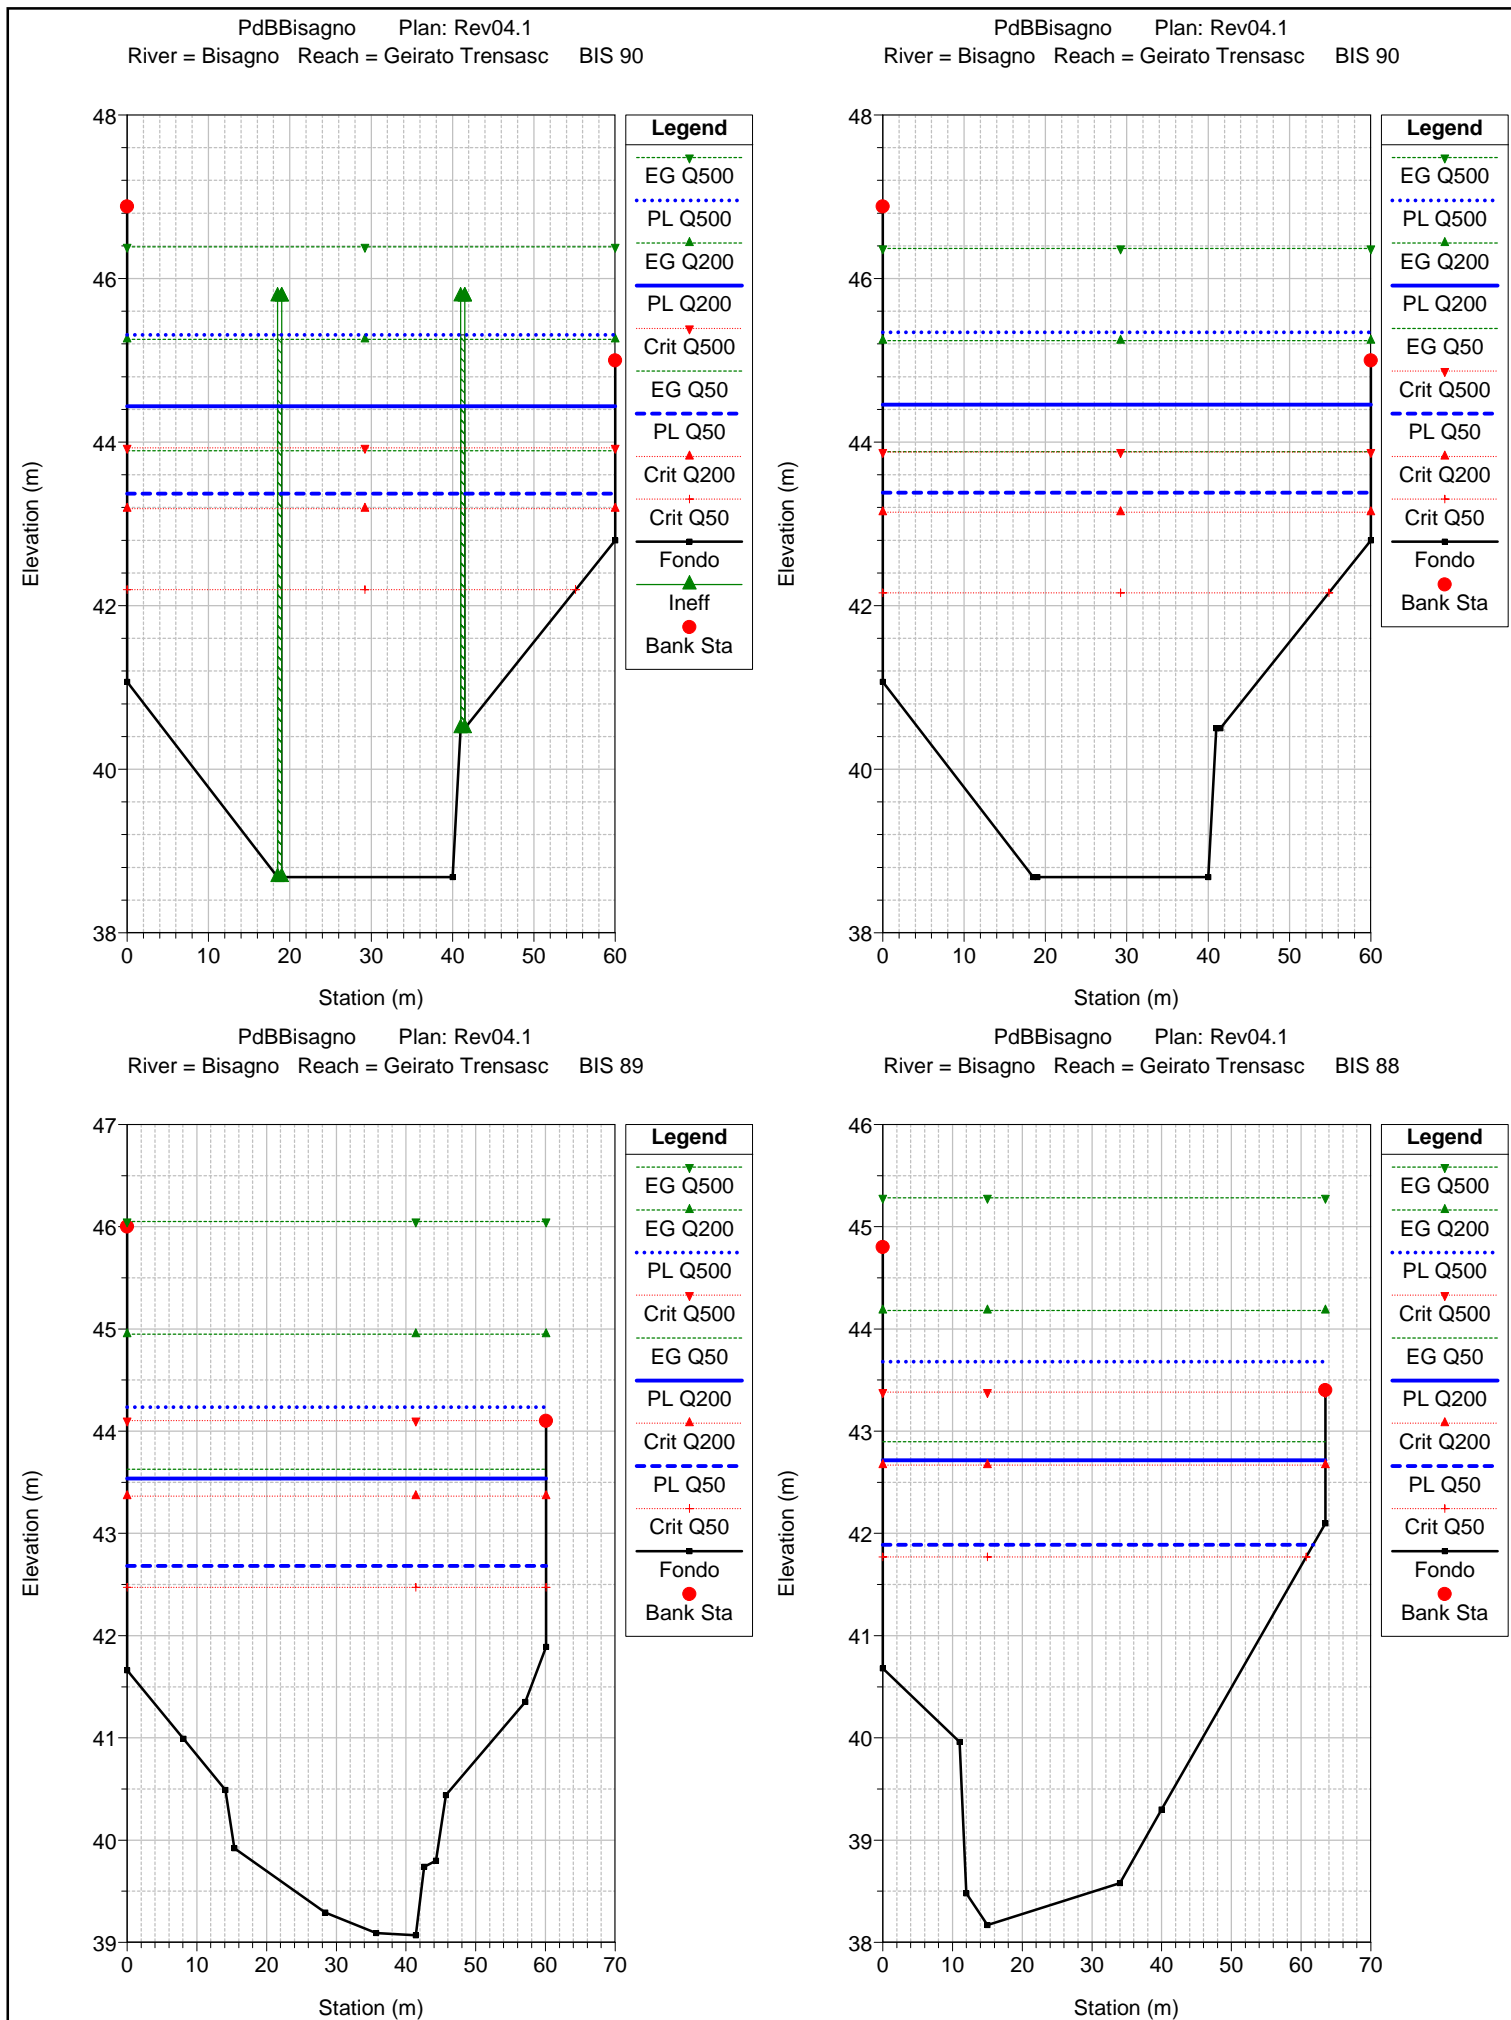 PdBBisagno Plan: Rev04.1
River = Bisagno Reach = Geirato Trensasc BIS 90
48
46
44
42
40
38
Elevation (m)
0 10 20 30 40 50 60
Station (m)
Legend
EG Q500
PL Q500
EG Q200
PL Q200
Crit Q500
EG Q50
PL Q50
Crit Q200
Crit Q50
Fondo
Ineff
Bank Sta
PdBBisagno Plan: Rev04.1
River = Bisagno Reach = Geirato Trensasc BIS 90
48
46
44
42
40
38
Elevation (m)
0 10 20 30 40 50 60
Station (m)
Legend
EG Q500
PL Q500
EG Q200
PL Q200
EG Q50
Crit Q500
PL Q50
Crit Q200
Crit Q50
Fondo
Bank Sta
PdBBisagno Plan: Rev04.1
River = Bisagno Reach = Geirato Trensasc BIS 89
47
46
45
44
43
42
41
40
39
Elevation (m)
0 10 20 30 40 50 60 70
Station (m)
Legend
EG Q500
EG Q200
PL Q500
Crit Q500
EG Q50
PL Q200
Crit Q200
PL Q50
Crit Q50
Fondo
Bank Sta
PdBBisagno Plan: Rev04.1
River = Bisagno Reach = Geirato Trensasc BIS 88
46
45
44
43
42
41
40
39
38
Elevation (m)
0 10 20 30 40 50 60 70
Station (m)
Legend
EG Q500
EG Q200
PL Q500
Crit Q500
EG Q50
PL Q200
Crit Q200
PL Q50
Crit Q50
Fondo
Bank Sta